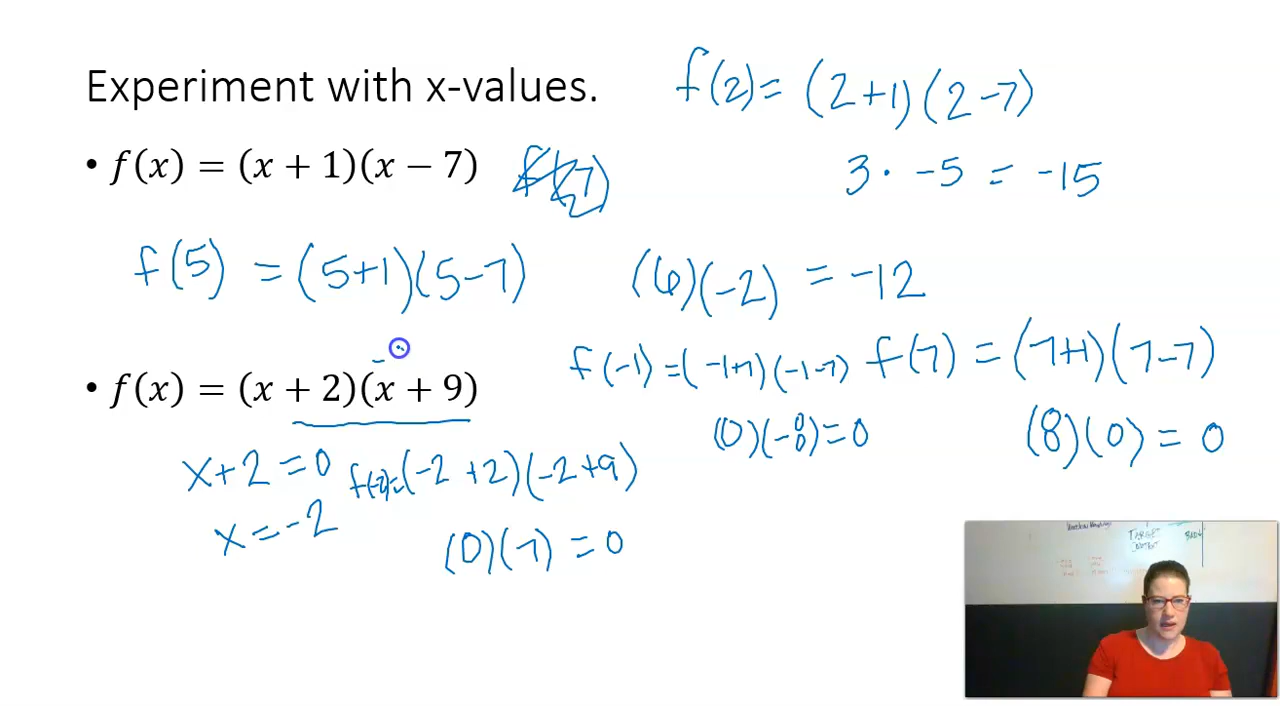 Experiment with x-values.
f(2) = (2+1)(2-7)
3 · -5 = -15
• f(x) = (x + 1)(x − 7)
f(5) = (5+1)(5-7)
(6)(-2) = -12
f(-1) = (-1+1)(-1-7)
(0)(-8) = 0
f(7) = (7+1)(7-7)
(8)(0) = 0
• f(x) = (x + 2)(x + 9)
x+2 = 0
x = -2
f(-2) = (-2+2)(-2+9)
(0)(7) = 0
TARGET